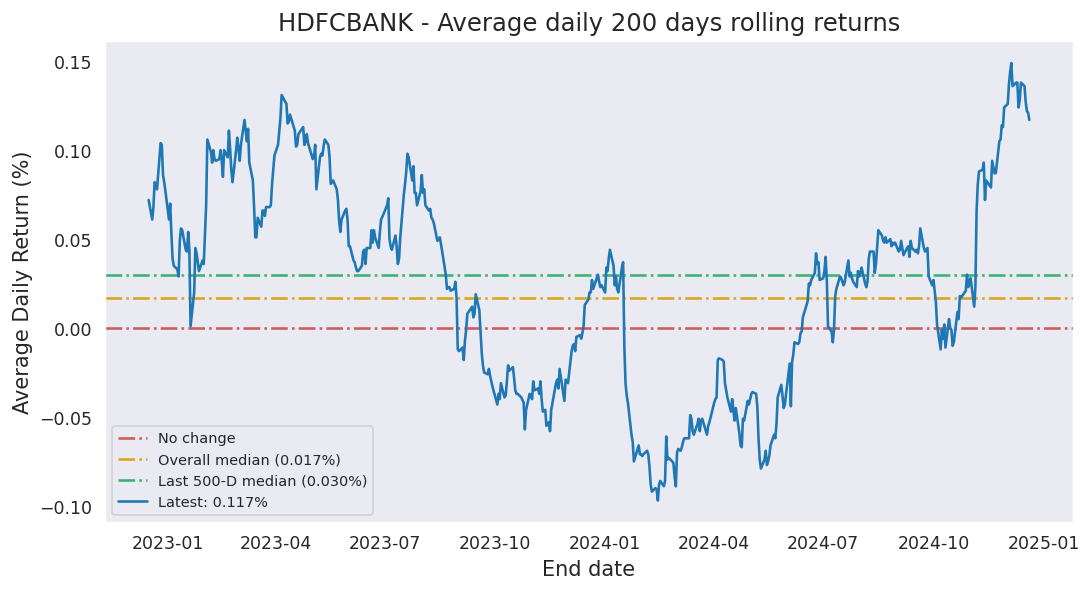 HDFCBANK - Average daily 200 days rolling returns
Average Daily Return (%)
0.15
0.10
0.05
0.00
−0.05
−0.10
No change
Overall median (0.017%)
Last 500-D median (0.030%)
Latest: 0.117%
2023-01 2023-04 2023-07 2023-10 2024-01 2024-04 2024-07 2024-10 2025-01
End date